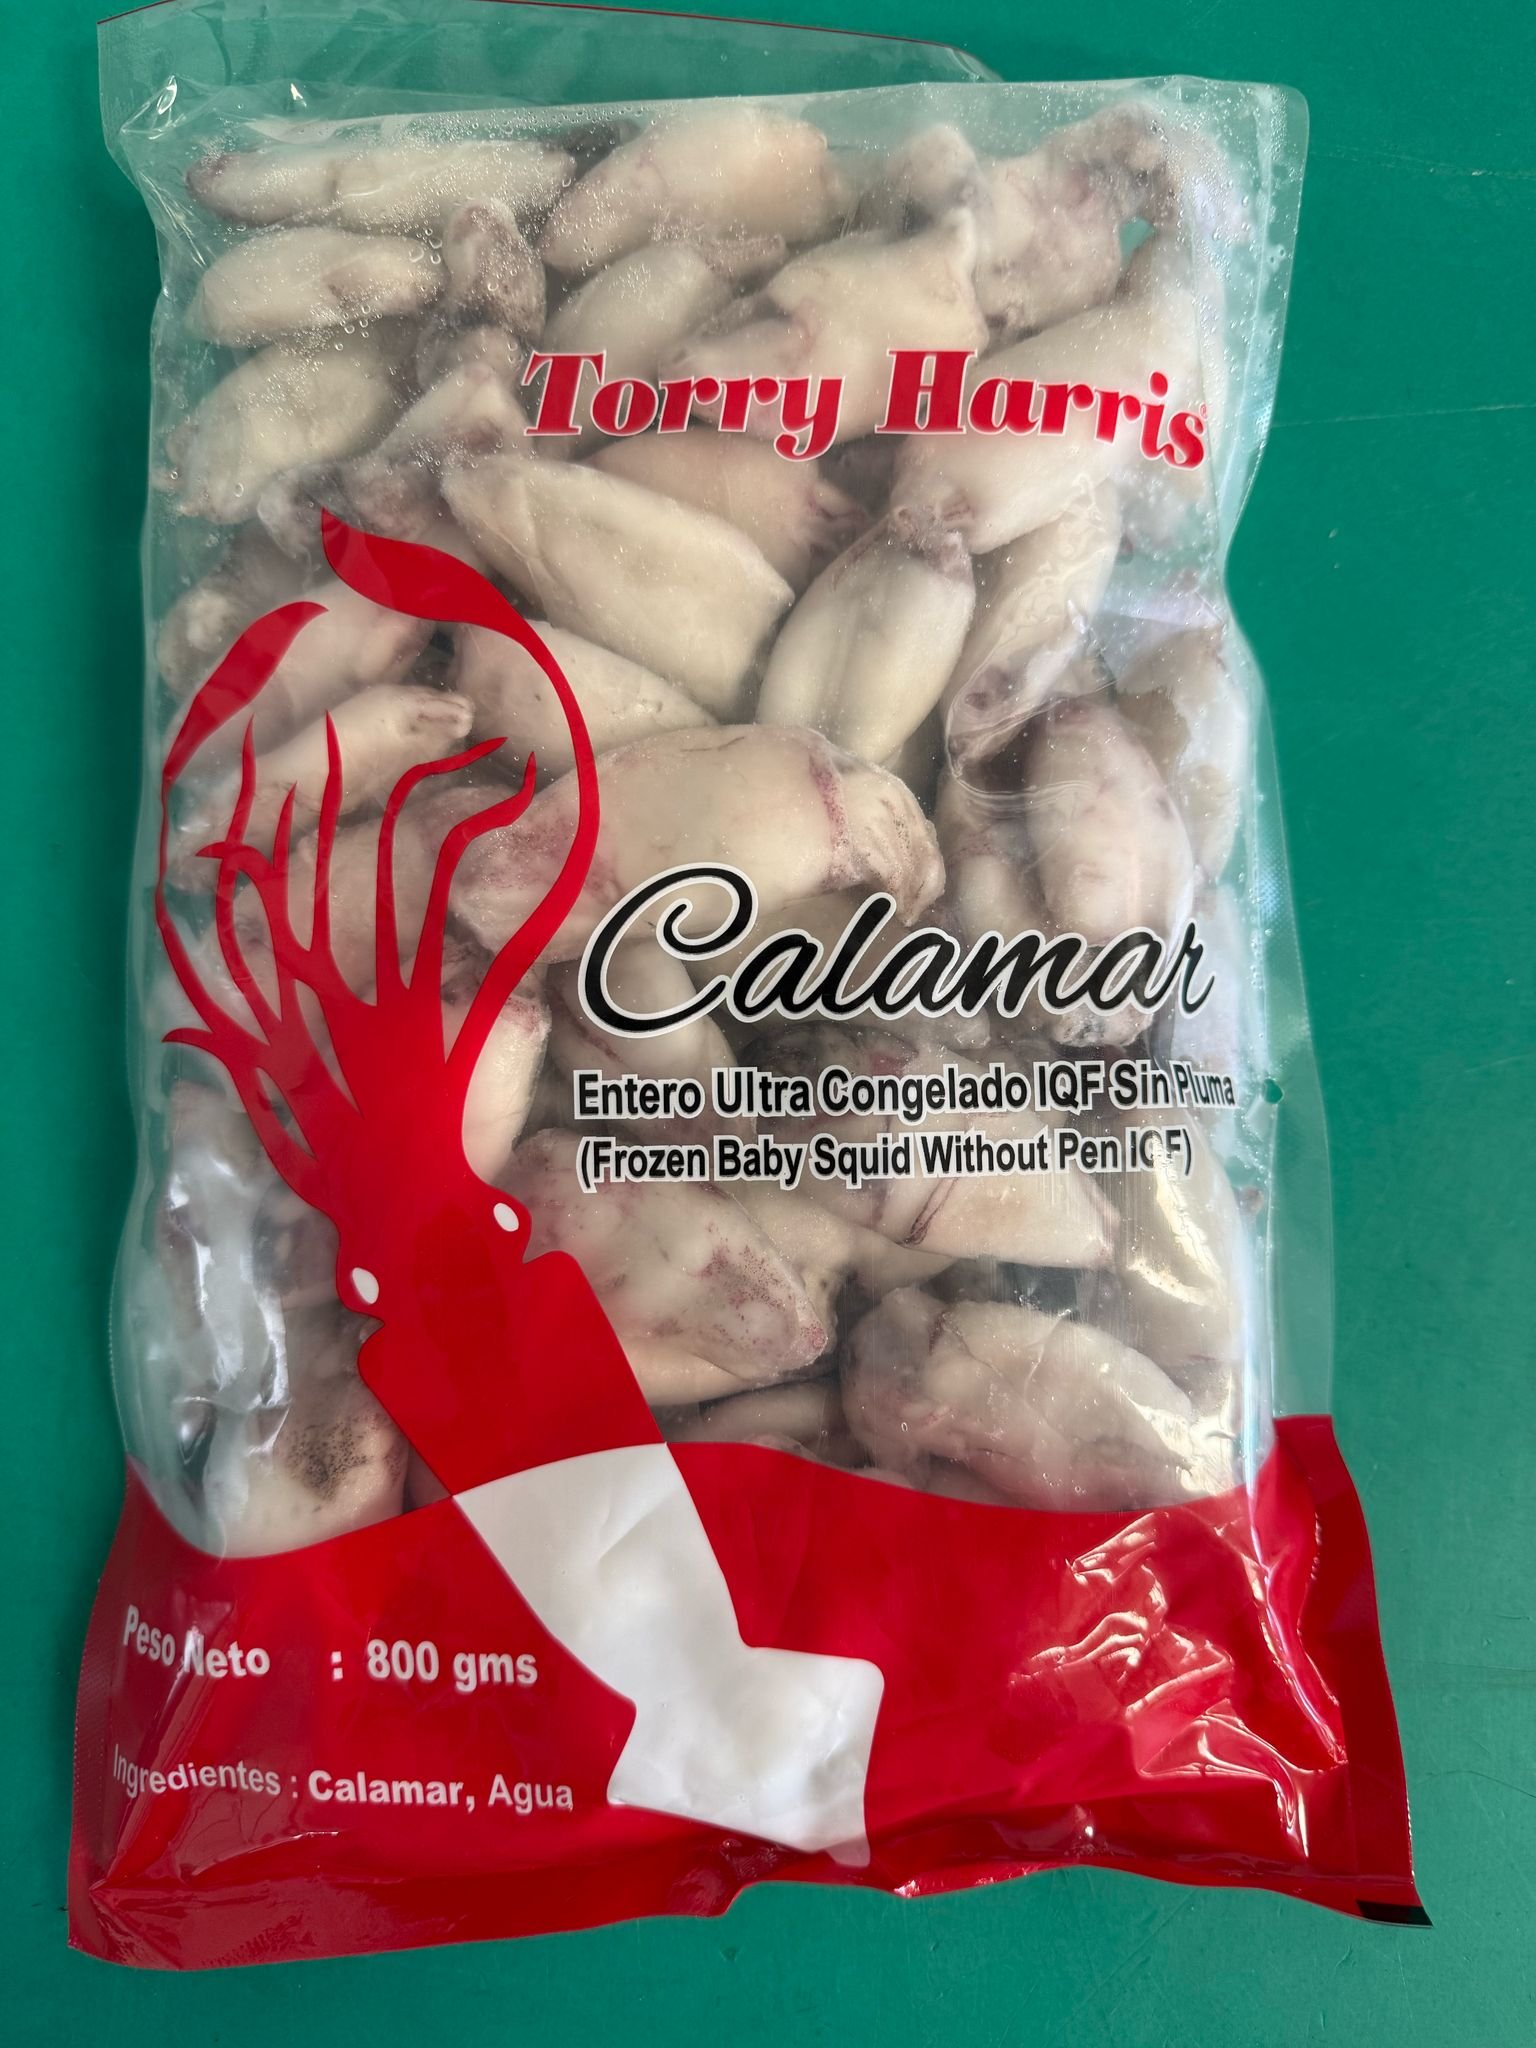 Torry Harris®
Calamar
Entero Ultra Congelado IQF Sin Pluma
(Frozen Baby Squid Without Pen IQF)
Peso Neto : 800 gms
Ingredientes : Calamar, Agua